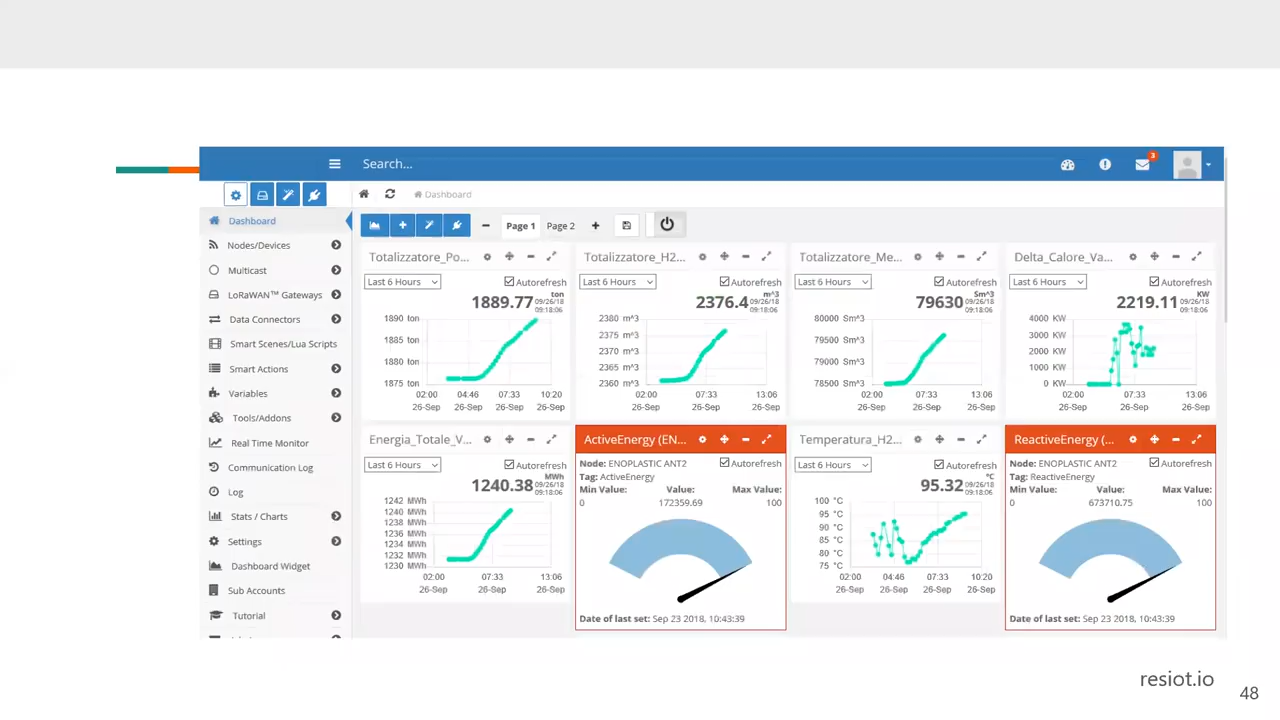 Search...
3
Dashboard
Dashboard
Nodes/Devices
Multicast
LoRaWAN™ Gateways
Data Connectors
Smart Scenes/Lua Scripts
Smart Actions
Variables
Tools/Addons
Real Time Monitor
Communication Log
Log
Stats / Charts
Settings
Dashboard Widget
Sub Accounts
Tutorial
Page 1 Page 2
Totalizzatore_Po...
Last 6 Hours Autorefresh
1889.77 ton
09/26/18
09:18:06
1890 ton
1885 ton
1880 ton
1875 ton
02:00 04:46 07:33 10:20
26-Sep 26-Sep 26-Sep 26-Sep
Totalizzatore_H2...
Last 6 Hours Autorefresh
2376.4 m^3
09/26/18
09:18:06
2380 m^3
2375 m^3
2370 m^3
2365 m^3
2360 m^3
02:00 07:33 13:06
26-Sep 26-Sep 26-Sep
Totalizzatore_Me...
Last 6 Hours Autorefresh
79630 Sm^3
09/26/18
09:18:06
80000 Sm^3
79500 Sm^3
79000 Sm^3
78500 Sm^3
02:00 07:33 13:06
26-Sep 26-Sep 26-Sep
Delta_Calore_Va...
Last 6 Hours Autorefresh
2219.11 KW
09/26/18
09:18:06
4000 KW
3000 KW
2000 KW
1000 KW
0 KW
02:00 07:33 13:06
26-Sep 26-Sep 26-Sep
Energia_Totale_V...
Last 6 Hours Autorefresh
1240.38 MWh
09/26/18
09:18:06
1242 MWh
1240 MWh
1238 MWh
1236 MWh
1234 MWh
1232 MWh
1230 MWh
02:00 07:33 13:06
26-Sep 26-Sep 26-Sep
ActiveEnergy (EN...
Node: ENOPLASTIC ANT2 Autorefresh
Tag: ActiveEnergy
Min Value: Value: Max Value:
0 172359.69 100
Date of last set: Sep 23 2018, 10:43:39
Temperatura_H2...
Last 6 Hours Autorefresh
95.32 °C
09/26/18
09:18:06
100 °C
95 °C
90 °C
85 °C
80 °C
75 °C
02:00 04:46 07:33 10:20
26-Sep 26-Sep 26-Sep 26-Sep
ReactiveEnergy (...
Node: ENOPLASTIC ANT2 Autorefresh
Tag: ReactiveEnergy
Min Value: Value: Max Value:
0 673710.75 100
Date of last set: Sep 23 2018, 10:43:39
resiot.io
48